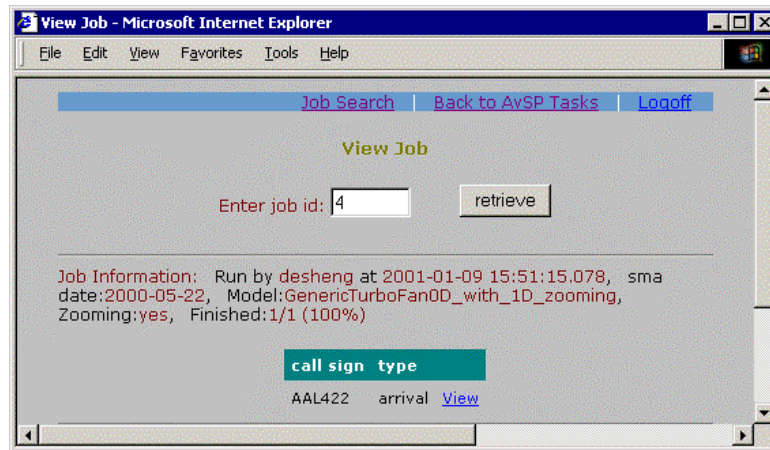 View Job - Microsoft Internet Explorer
File Edit View Favorites Tools Help
Job Search | Back to AvSP Tasks | Logoff
View Job
Enter job id: 4 retrieve
Job Information: Run by desheng at 2001-01-09 15:51:15.078, sma
date:2000-05-22, Model:GenericTurboFan0D_with_1D_zooming,
Zooming:yes, Finished:1/1 (100%)
call sign type
AAL422 arrival View